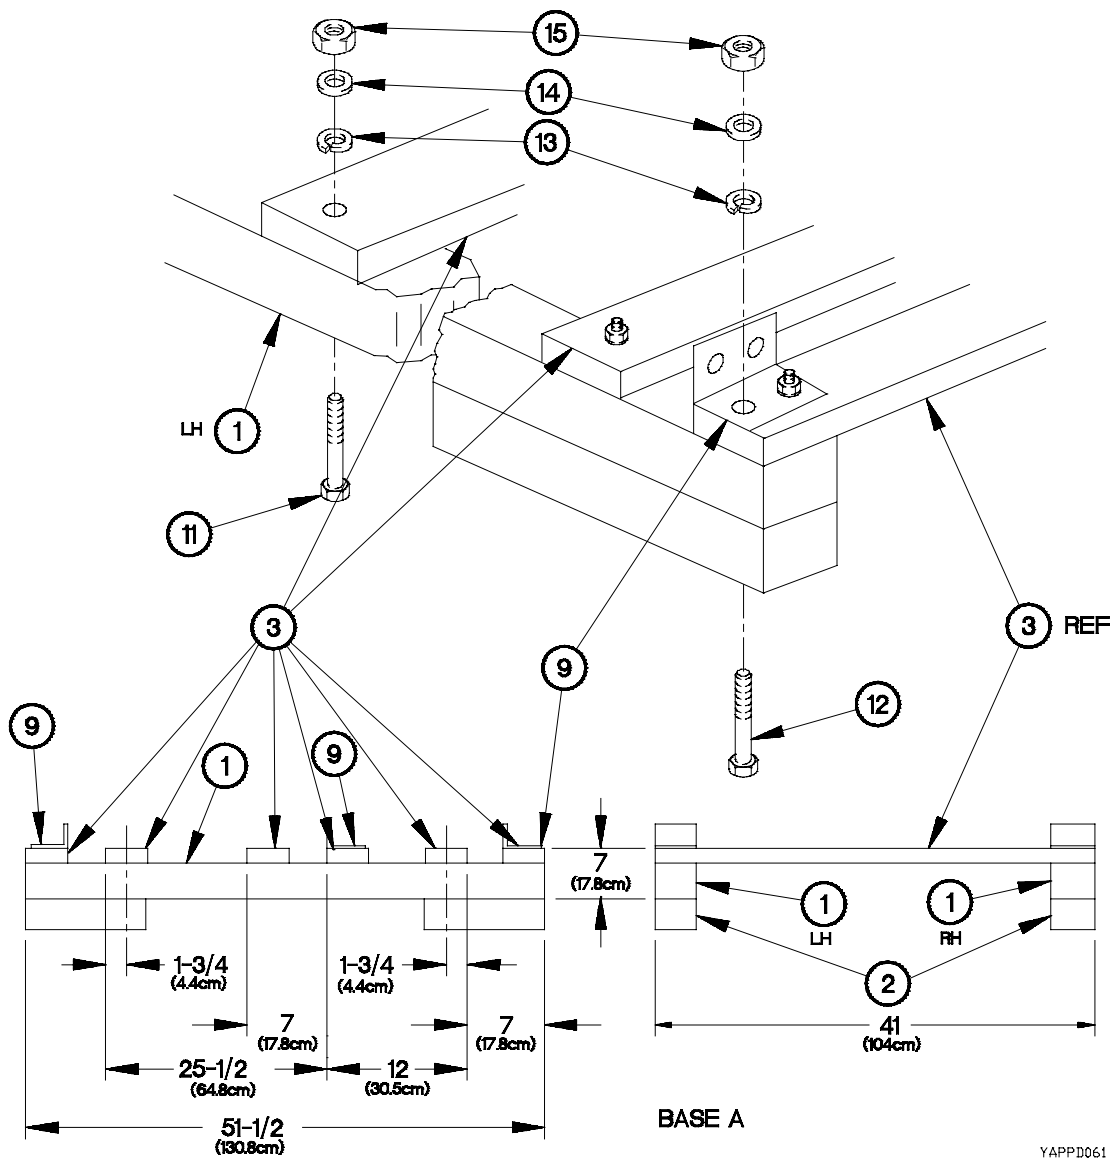 15
14
13
LH 1
11
3
3 REF
9
12
9
9
1
7
(17.8cm)
1
LH
1
RH
2
1-3/4
(4.4cm)
1-3/4
(4.4cm)
7
(17.8cm)
7
(17.8cm)
41
(104cm)
25-1/2
(64.8cm)
12
(30.5cm)
51-1/2
(130.8cm)
BASE A
YAPPD061